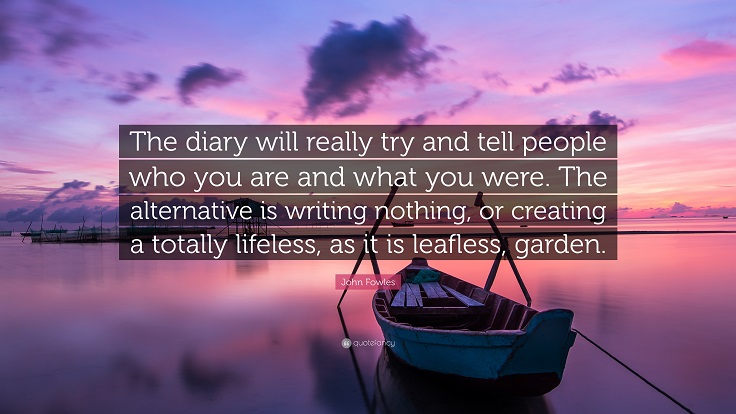 The diary will really try and tell people
who you are and what you were. The
alternative is writing nothing, or creating
a totally lifeless, as it is leafless, garden.
John Fowles
quotefancy